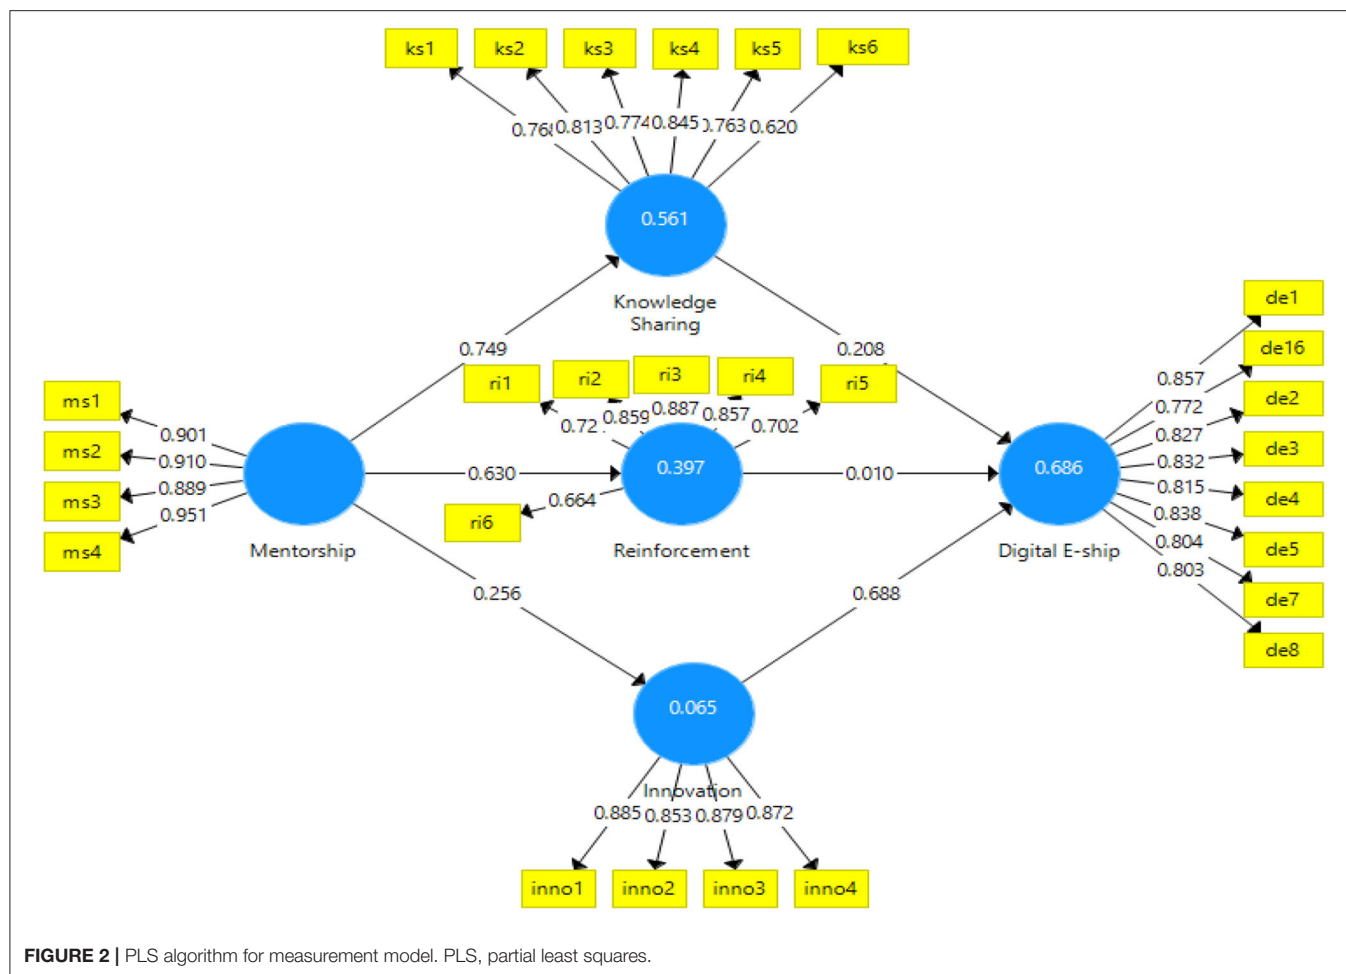 ks1 ks2 ks3 ks4 ks5 ks6
0.813 0.774 0.845 0.620
0.561
Knowledge
Sharing
0.749
0.208
ri1 ri2 ri3 ri4 ri5
0.859 0.887 0.857 0.702
ms1
ms2
ms3
ms4
0.901
0.910
0.889
0.951
Mentorship
0.630
0.397
0.010
0.664
ri6
Reinforcement
0.686
Digital E-ship
de1
de16
de2
de3
de4
de5
de7
de8
0.857
0.772
0.827
0.832
0.815
0.838
0.804
0.803
0.256
0.688
0.065
Innovation
0.885 0.853 0.879 0.872
inno1 inno2 inno3 inno4
FIGURE 2 | PLS algorithm for measurement model. PLS, partial least squares.